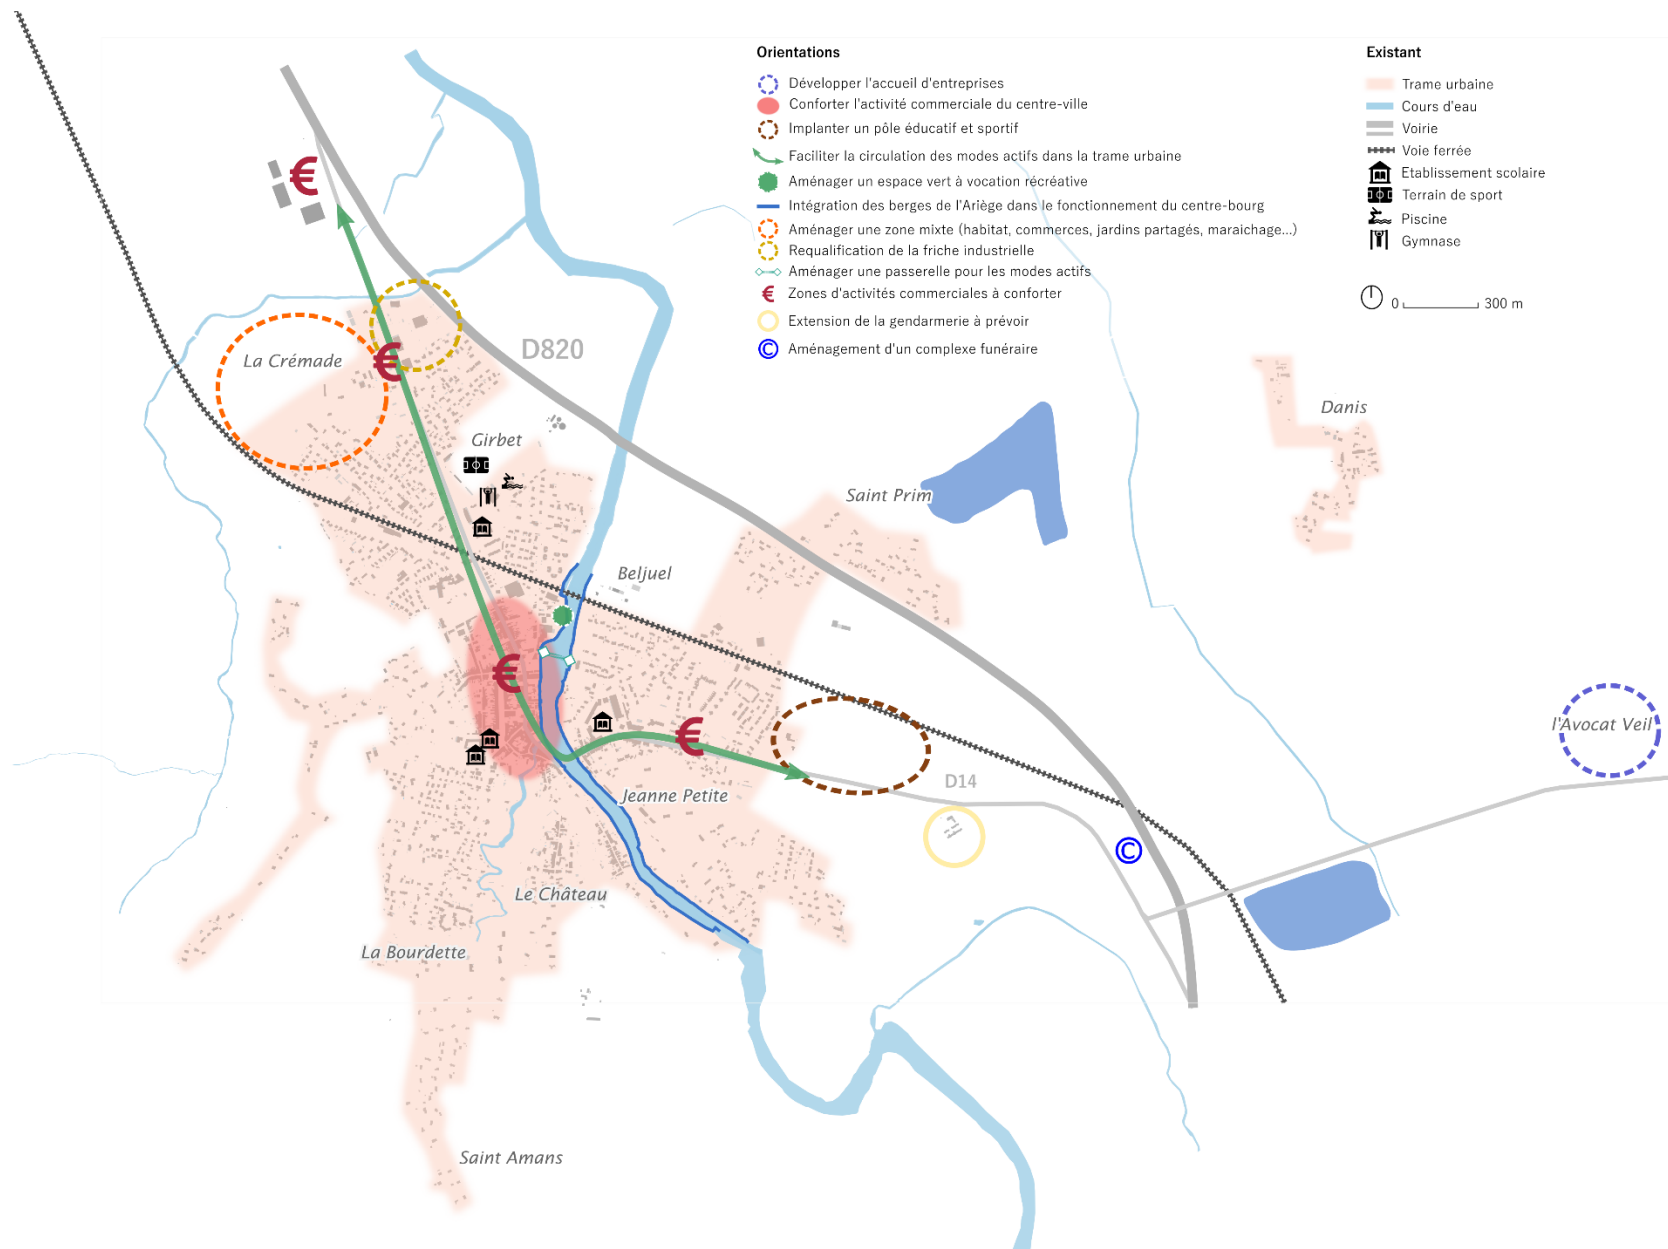 Orientations
Développer l'accueil d'entreprises
Conforter l'activité commerciale du centre-ville
Implanter un pôle éducatif et sportif
Faciliter la circulation des modes actifs dans la trame urbaine
Aménager un espace vert à vocation récréative
Intégration des berges de l'Ariège dans le fonctionnement du centre-bourg
Aménager une zone mixte (habitat, commerces, jardins partagés, maraichage...)
Requalification de la friche industrielle
Aménager une passerelle pour les modes actifs
€ Zones d'activités commerciales à conforter
Extension de la gendarmerie à prévoir
© Aménagement d'un complexe funéraire
Existant
Trame urbaine
Cours d'eau
Voirie
Voie ferrée
Etablissement scolaire
Terrain de sport
Piscine
Gymnase
0 300 m
€
La Crémade
€
D820
Girbet
Danis
Saint Prim
Beljuel
€
€
l'Avocat Veil
D14
Jeanne Petite
©
Le Château
La Bourdette
Saint Amans